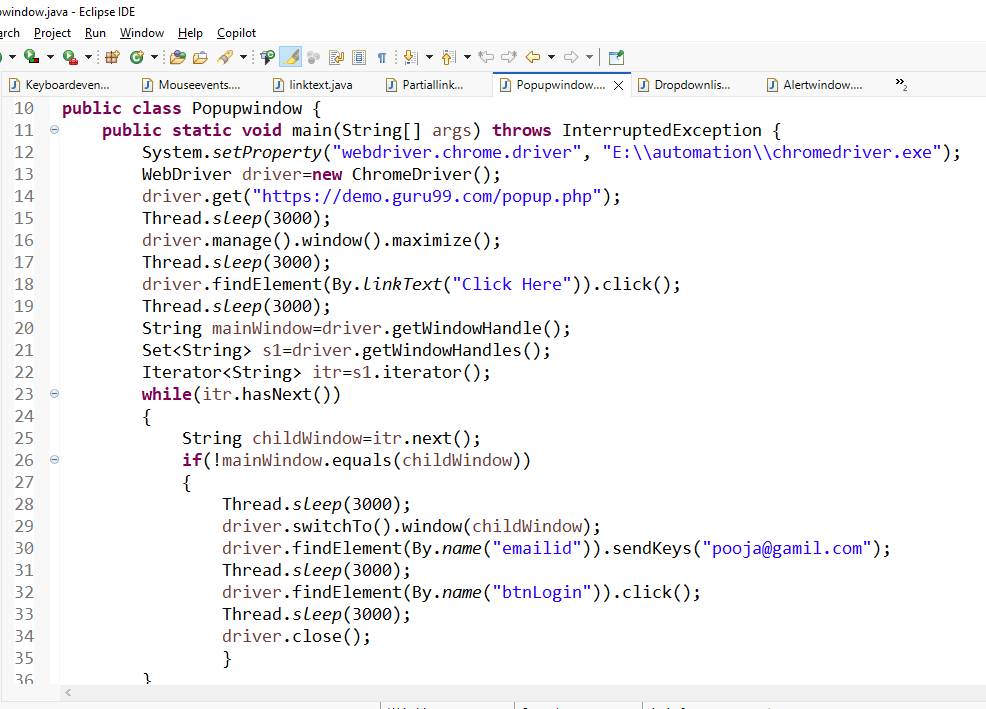 pwindow.java - Eclipse IDE
arch Project Run Window Help Copilot
Keyboardeven... Mouseevents.... linktext.java Partiallink... Popupwindow.... Dropdownlis... Alertwindow.... »2
10 public class Popupwindow {
11 public static void main(String[] args) throws InterruptedException {
12 System.setProperty("webdriver.chrome.driver", "E:\\automation\\chromedriver.exe");
13 WebDriver driver=new ChromeDriver();
14 driver.get("https://demo.guru99.com/popup.php");
15 Thread.sleep(3000);
16 driver.manage().window().maximize();
17 Thread.sleep(3000);
18 driver.findElement(By.linkText("Click Here")).click();
19 Thread.sleep(3000);
20 String mainWindow=driver.getWindowHandle();
21 Set<String> s1=driver.getWindowHandles();
22 Iterator<String> itr=s1.iterator();
23 while(itr.hasNext())
24 {
25 String childWindow=itr.next();
26 if(!mainWindow.equals(childWindow))
27 {
28 Thread.sleep(3000);
29 driver.switchTo().window(childWindow);
30 driver.findElement(By.name("emailid")).sendKeys("pooja@gamil.com");
31 Thread.sleep(3000);
32 driver.findElement(By.name("btnLogin")).click();
33 Thread.sleep(3000);
34 driver.close();
35 }
36 }